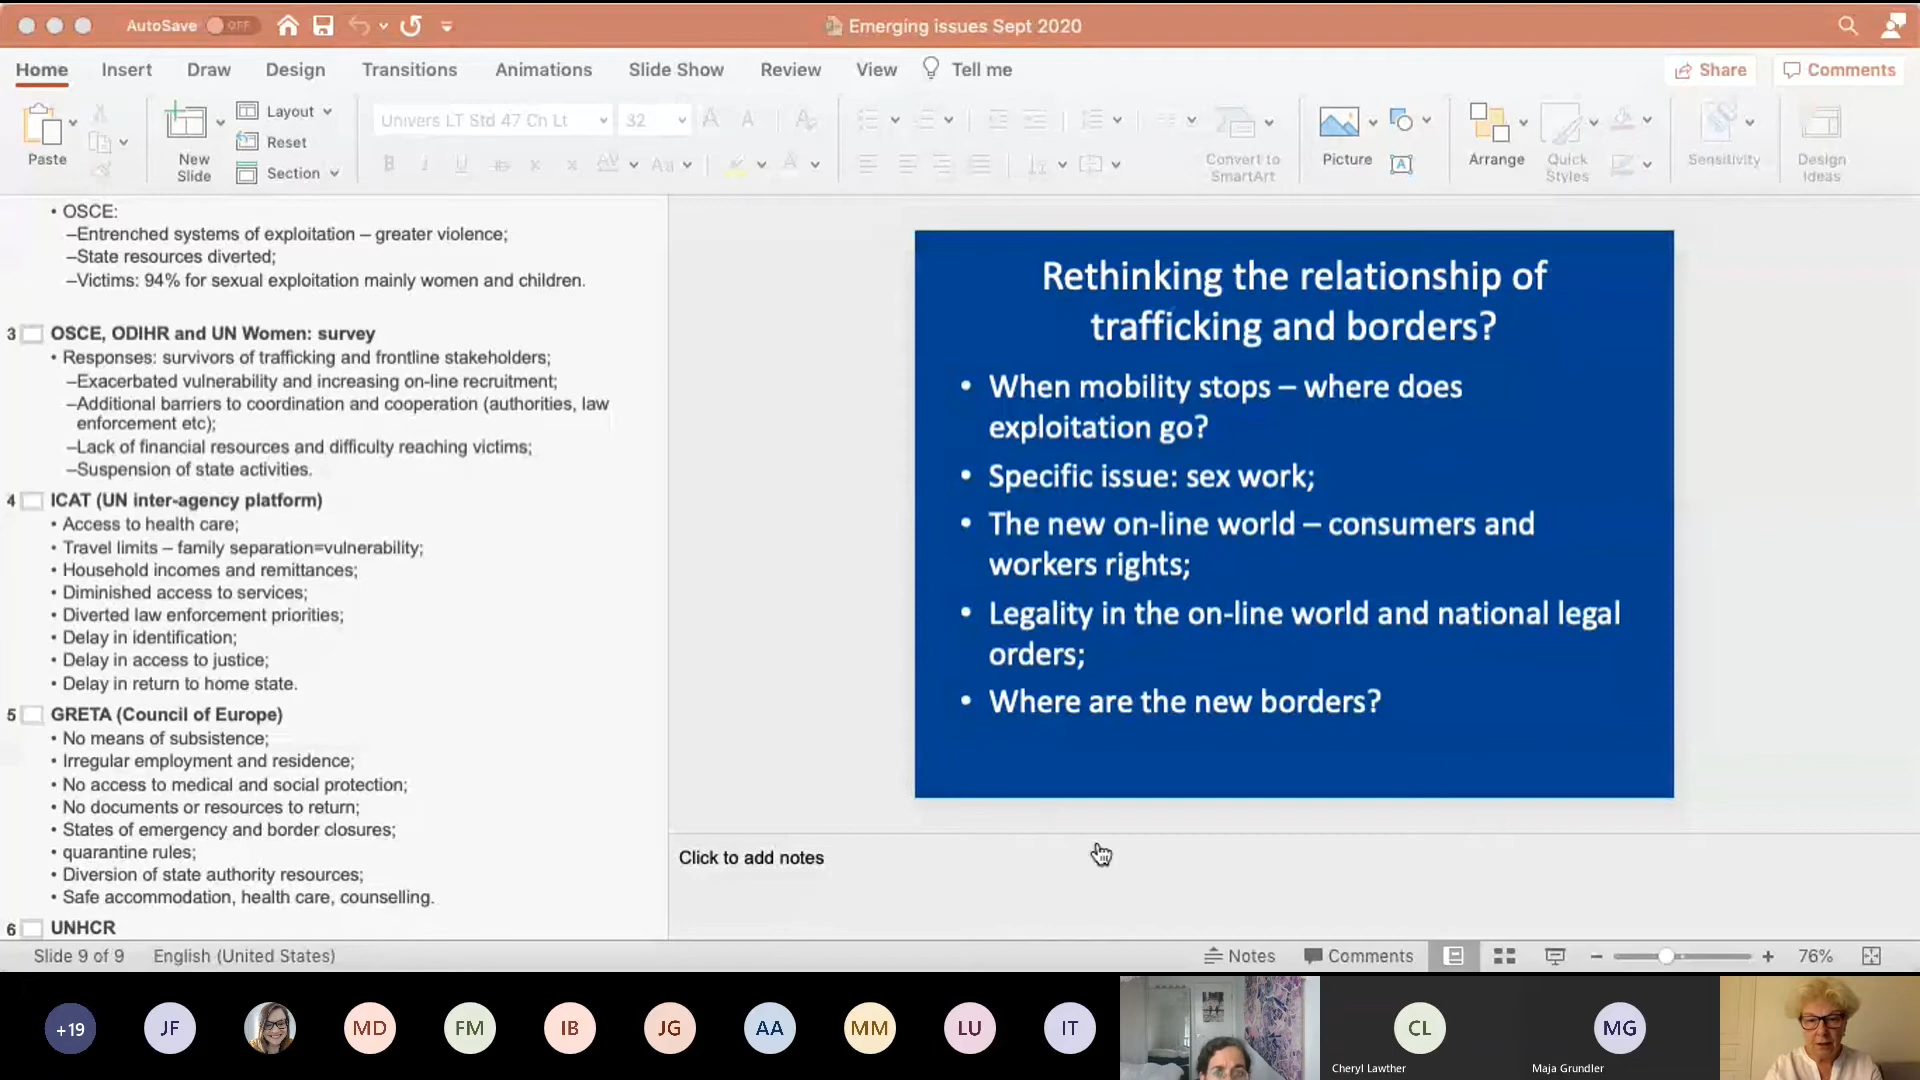 AutoSave OFF
Emerging issues Sept 2020
Home Insert Draw Design Transitions Animations Slide Show Review View Tell me Share Comments
Paste
New
Slide
Layout
Reset
Section
Univers LT Std 47 Cn Lt 32
Convert to
SmartArt
Picture
Arrange
Quick
Styles
Sensitivity
Design
Ideas
• OSCE:
–Entrenched systems of exploitation – greater violence;
–State resources diverted;
–Victims: 94% for sexual exploitation mainly women and children.
3 OSCE, ODIHR and UN Women: survey
• Responses: survivors of trafficking and frontline stakeholders;
–Exacerbated vulnerability and increasing on-line recruitment;
–Additional barriers to coordination and cooperation (authorities, law
enforcement etc);
–Lack of financial resources and difficulty reaching victims;
–Suspension of state activities.
4 ICAT (UN inter-agency platform)
• Access to health care;
• Travel limits – family separation=vulnerability;
• Household incomes and remittances;
• Diminished access to services;
• Diverted law enforcement priorities;
• Delay in identification;
• Delay in access to justice;
• Delay in return to home state.
5 GRETA (Council of Europe)
• No means of subsistence;
• Irregular employment and residence;
• No access to medical and social protection;
• No documents or resources to return;
• States of emergency and border closures;
• quarantine rules;
• Diversion of state authority resources;
• Safe accommodation, health care, counselling.
6 UNHCR
Rethinking the relationship of
trafficking and borders?
• When mobility stops – where does
exploitation go?
• Specific issue: sex work;
• The new on-line world – consumers and
workers rights;
• Legality in the on-line world and national legal
orders;
• Where are the new borders?
Click to add notes
Slide 9 of 9 English (United States) Notes Comments 76%
+19 JF MD FM IB JG AA MM LU IT CL MG
Cheryl Lawther Maja Grundler